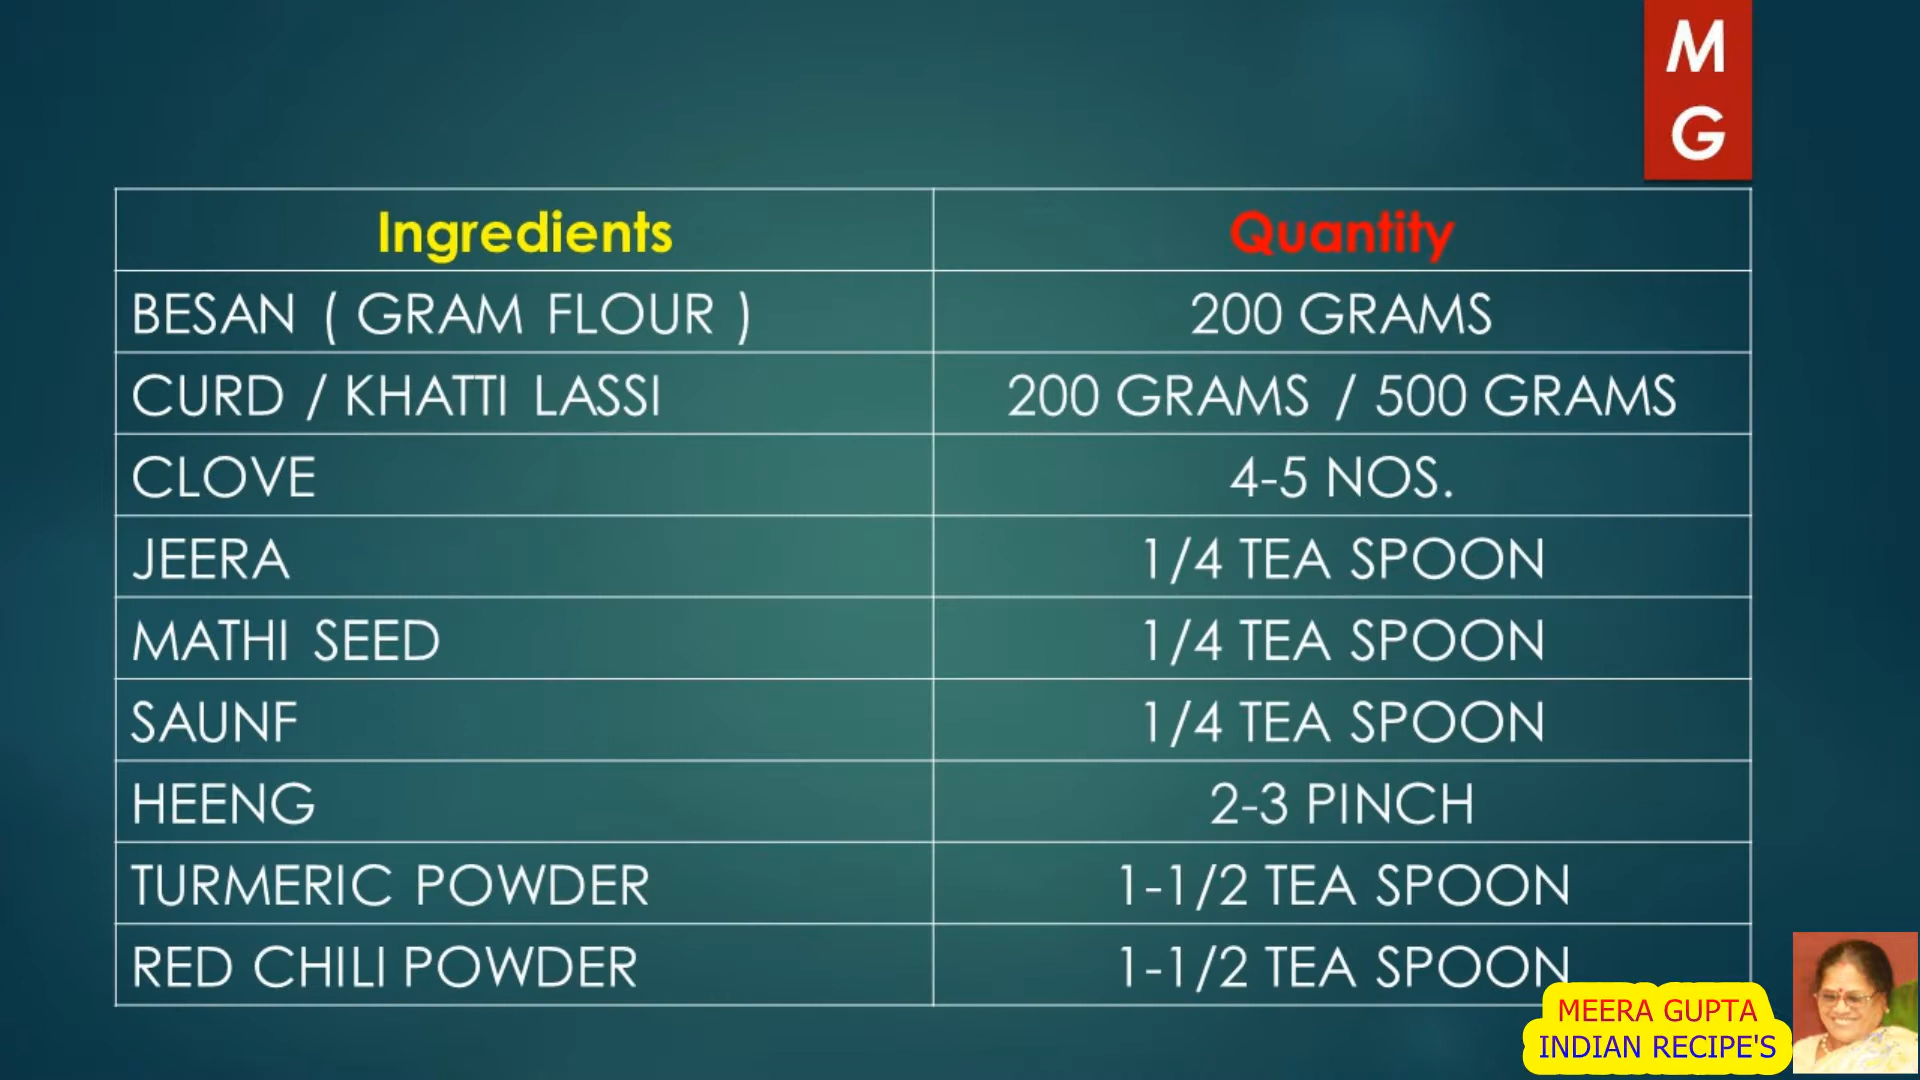 M
G
Ingredients Quantity
BESAN ( GRAM FLOUR ) 200 GRAMS
CURD / KHATTI LASSI 200 GRAMS / 500 GRAMS
CLOVE 4-5 NOS.
JEERA 1/4 TEA SPOON
MATHI SEED 1/4 TEA SPOON
SAUNF 1/4 TEA SPOON
HEENG 2-3 PINCH
TURMERIC POWDER 1-1/2 TEA SPOON
RED CHILI POWDER 1-1/2 TEA SPOON
MEERA GUPTA
INDIAN RECIPE'S